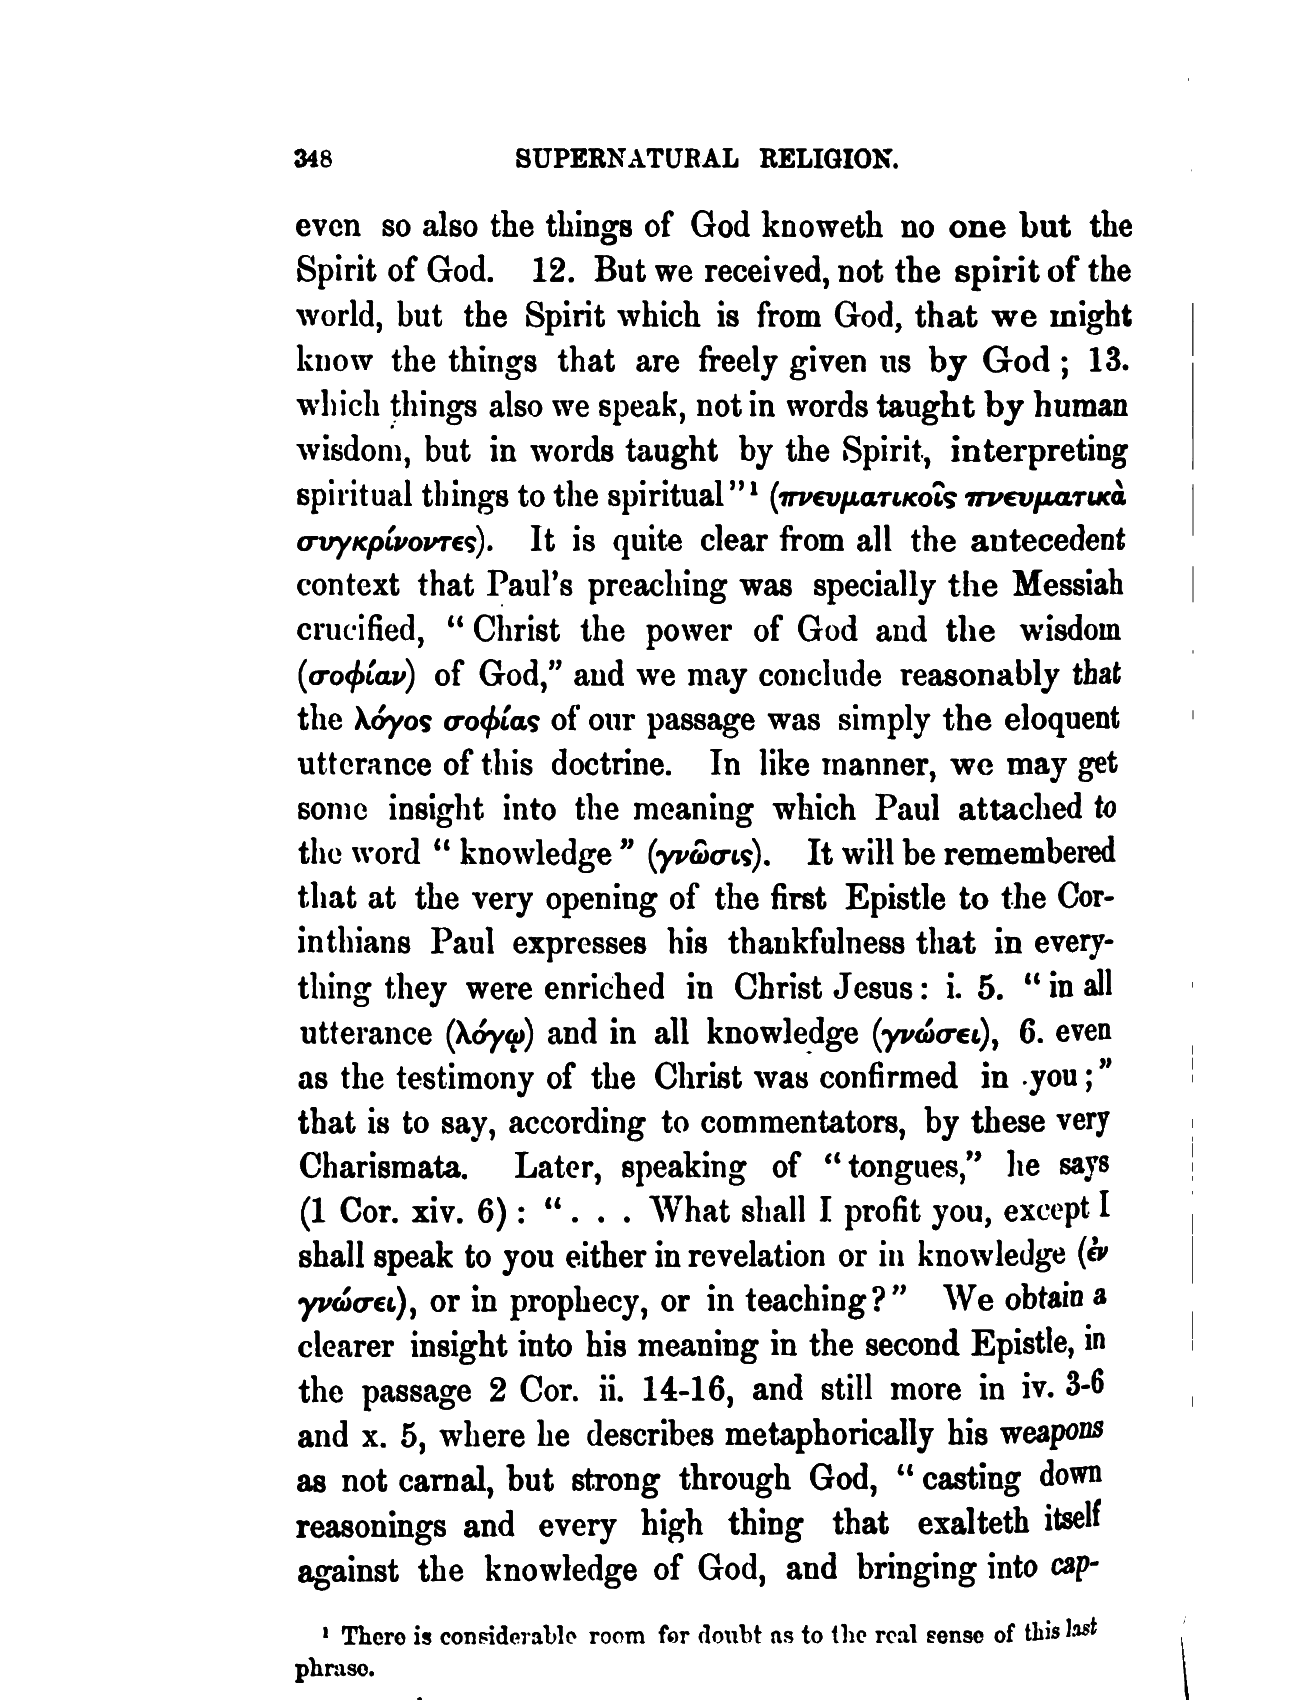 348 SUPERNATURAL RELIGION.
even so also the things of God knoweth no one but the
Spirit of God. 12. But we received, not the spirit of the
world, but the Spirit which is from God, that we might
know the things that are freely given us by God ; 13.
which things also we speak, not in words taught by human
wisdom, but in words taught by the Spirit, interpreting
spiritual things to the spiritual"¹ (πνευματικοῖς πνευματικὰ
συγκρίνοντες). It is quite clear from all the antecedent
context that Paul's preaching was specially the Messiah
crucified, "Christ the power of God and the wisdom
(σοφίαν) of God," and we may conclude reasonably that
the λόγος σοφίας of our passage was simply the eloquent
utterance of this doctrine. In like manner, we may get
some insight into the meaning which Paul attached to
the word "knowledge" (γνῶσις). It will be remembered
that at the very opening of the first Epistle to the Cor-
inthians Paul expresses his thankfulness that in every-
thing they were enriched in Christ Jesus: i. 5. "in all
utterance (λόγῳ) and in all knowledge (γνώσει), 6. even
as the testimony of the Christ was confirmed in you;"
that is to say, according to commentators, by these very
Charismata. Later, speaking of "tongues," he says
(1 Cor. xiv. 6): ". . . What shall I profit you, except I
shall speak to you either in revelation or in knowledge (ἐν
γνώσει), or in prophecy, or in teaching?" We obtain a
clearer insight into his meaning in the second Epistle, in
the passage 2 Cor. ii. 14-16, and still more in iv. 3-6
and x. 5, where he describes metaphorically his weapons
as not carnal, but strong through God, "casting down
reasonings and every high thing that exalteth itself
against the knowledge of God, and bringing into cap-
¹ There is considerable room for doubt as to the real sense of this last
phrase.